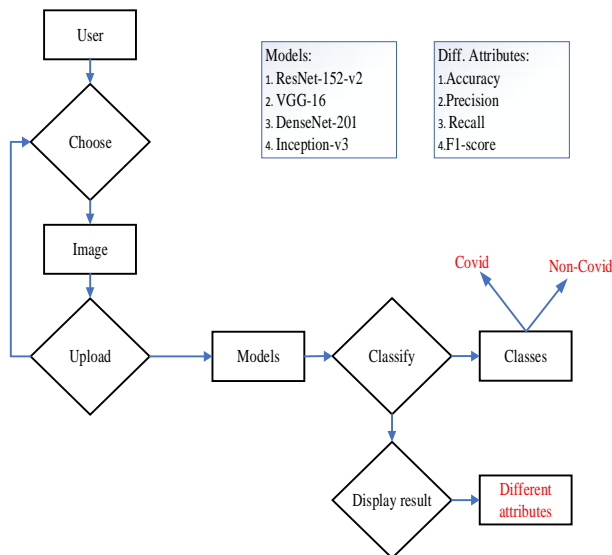 User
Choose
Image
Upload
Models:
1. ResNet-152-v2
2. VGG-16
3. DenseNet-201
4. Inception-v3
Diff. Attributes:
1.Accuracy
2.Precision
3. Recall
4.F1-score
Models
Classify
Classes
Covid
Non-Covid
Display result
Different
attributes